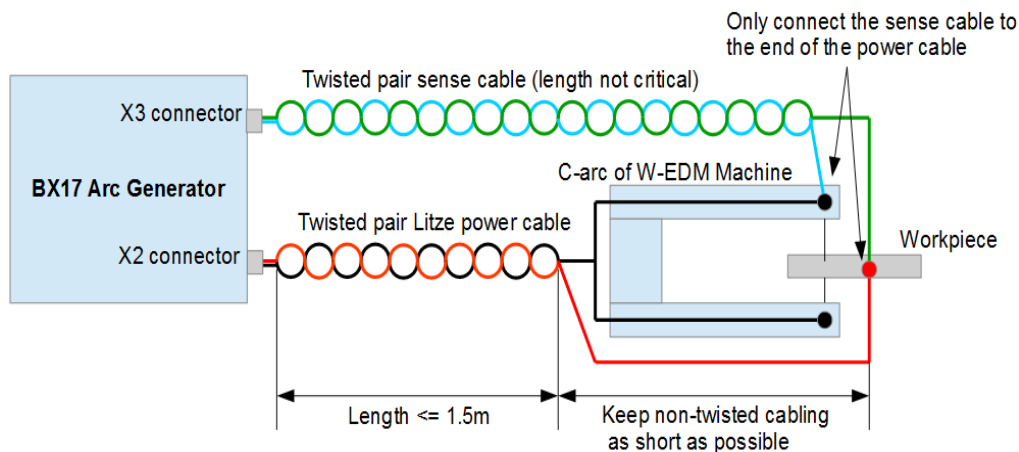 Only connect the sense cable to
the end of the power cable
Twisted pair sense cable (length not critical)
X3 connector
BX17 Arc Generator
C-arc of W-EDM Machine
Twisted pair Litze power cable
X2 connector
Workpiece
Length <= 1.5m
Keep non-twisted cabling
as short as possible